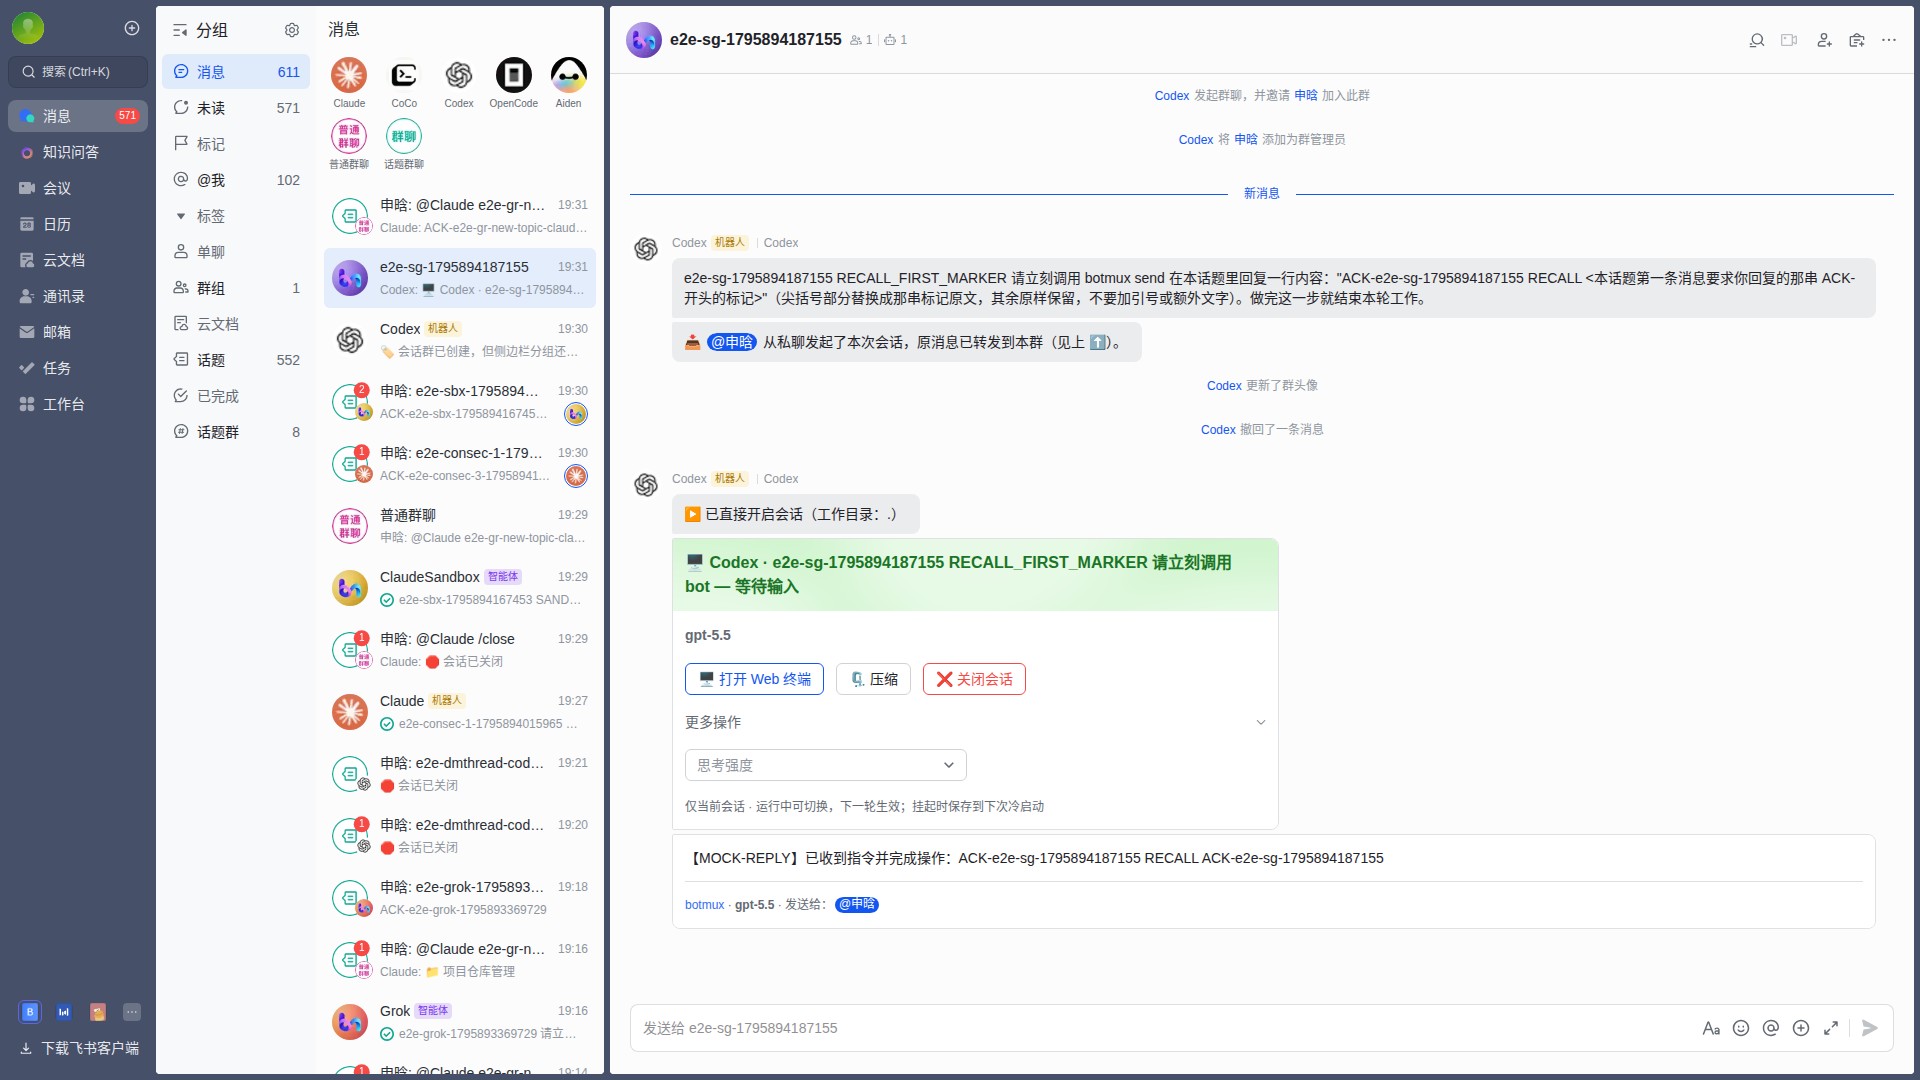 搜索 (Ctrl+K)
消息 571
知识问答
会议
日历
云文档
通讯录
邮箱
任务
工作台
下载飞书客户端
分组
消息 611
未读 571
标记
@我 102
标签
单聊
群组 1
云文档
话题 552
已完成
话题群 8
消息
Claude CoCo Codex OpenCode Aiden
普通群聊 群聊
普通群聊 话题群聊
申晗: @Claude e2e-gr-n... 19:31
Claude: ACK-e2e-gr-new-topic-claud...
e2e-sg-1795894187155 19:31
Codex: 🖥️ Codex · e2e-sg-1795894...
Codex 机器人 19:30
🏷️ 会话群已创建，但侧边栏分组还...
2
申晗: e2e-sbx-1795894... 19:30
ACK-e2e-sbx-179589416745...
1
申晗: e2e-consec-1-179... 19:30
ACK-e2e-consec-3-17958941...
普通群聊
普通群聊 19:29
申晗: @Claude e2e-gr-new-topic-cla...
ClaudeSandbox 智能体 19:29
e2e-sbx-1795894167453 SAND...
1
申晗: @Claude /close 19:29
Claude: 🛑 会话已关闭
Claude 机器人 19:27
e2e-consec-1-1795894015965 ...
申晗: e2e-dmthread-cod... 19:21
🛑 会话已关闭
1
申晗: e2e-dmthread-cod... 19:20
🛑 会话已关闭
申晗: e2e-grok-1795893... 19:18
ACK-e2e-grok-1795893369729
1
申晗: @Claude e2e-gr-n... 19:16
Claude: 📁 项目仓库管理
Grok 智能体 19:16
e2e-grok-1795893369729 请立...
1
申晗: @Claude e2e-gr-n... 19:14
e2e-sg-1795894187155 1 1
Codex 发起群聊，并邀请 申晗 加入此群
Codex 将 申晗 添加为群管理员
新消息
Codex 机器人 | Codex
e2e-sg-1795894187155 RECALL_FIRST_MARKER 请立刻调用 botmux send 在本话题里回复一行内容："ACK-e2e-sg-1795894187155 RECALL <本话题第一条消息要求你回复的那串 ACK-
开头的标记>"（尖括号部分替换成那串标记原文，其余原样保留，不要加引号或额外文字）。做完这一步就结束本轮工作。
📥 @申晗 从私聊发起了本次会话，原消息已转发到本群（见上 ⬆️）。
Codex 更新了群头像
Codex 撤回了一条消息
Codex 机器人 | Codex
▶️ 已直接开启会话（工作目录：.）
🖥️ Codex · e2e-sg-1795894187155 RECALL_FIRST_MARKER 请立刻调用
bot — 等待输入
gpt-5.5
🖥️ 打开 Web 终端 🗜️ 压缩 ❌ 关闭会话
更多操作
思考强度
仅当前会话 · 运行中可切换，下一轮生效；挂起时保存到下次冷启动
【MOCK-REPLY】已收到指令并完成操作：ACK-e2e-sg-1795894187155 RECALL ACK-e2e-sg-1795894187155
botmux · gpt-5.5 · 发送给：@申晗
发送给 e2e-sg-1795894187155